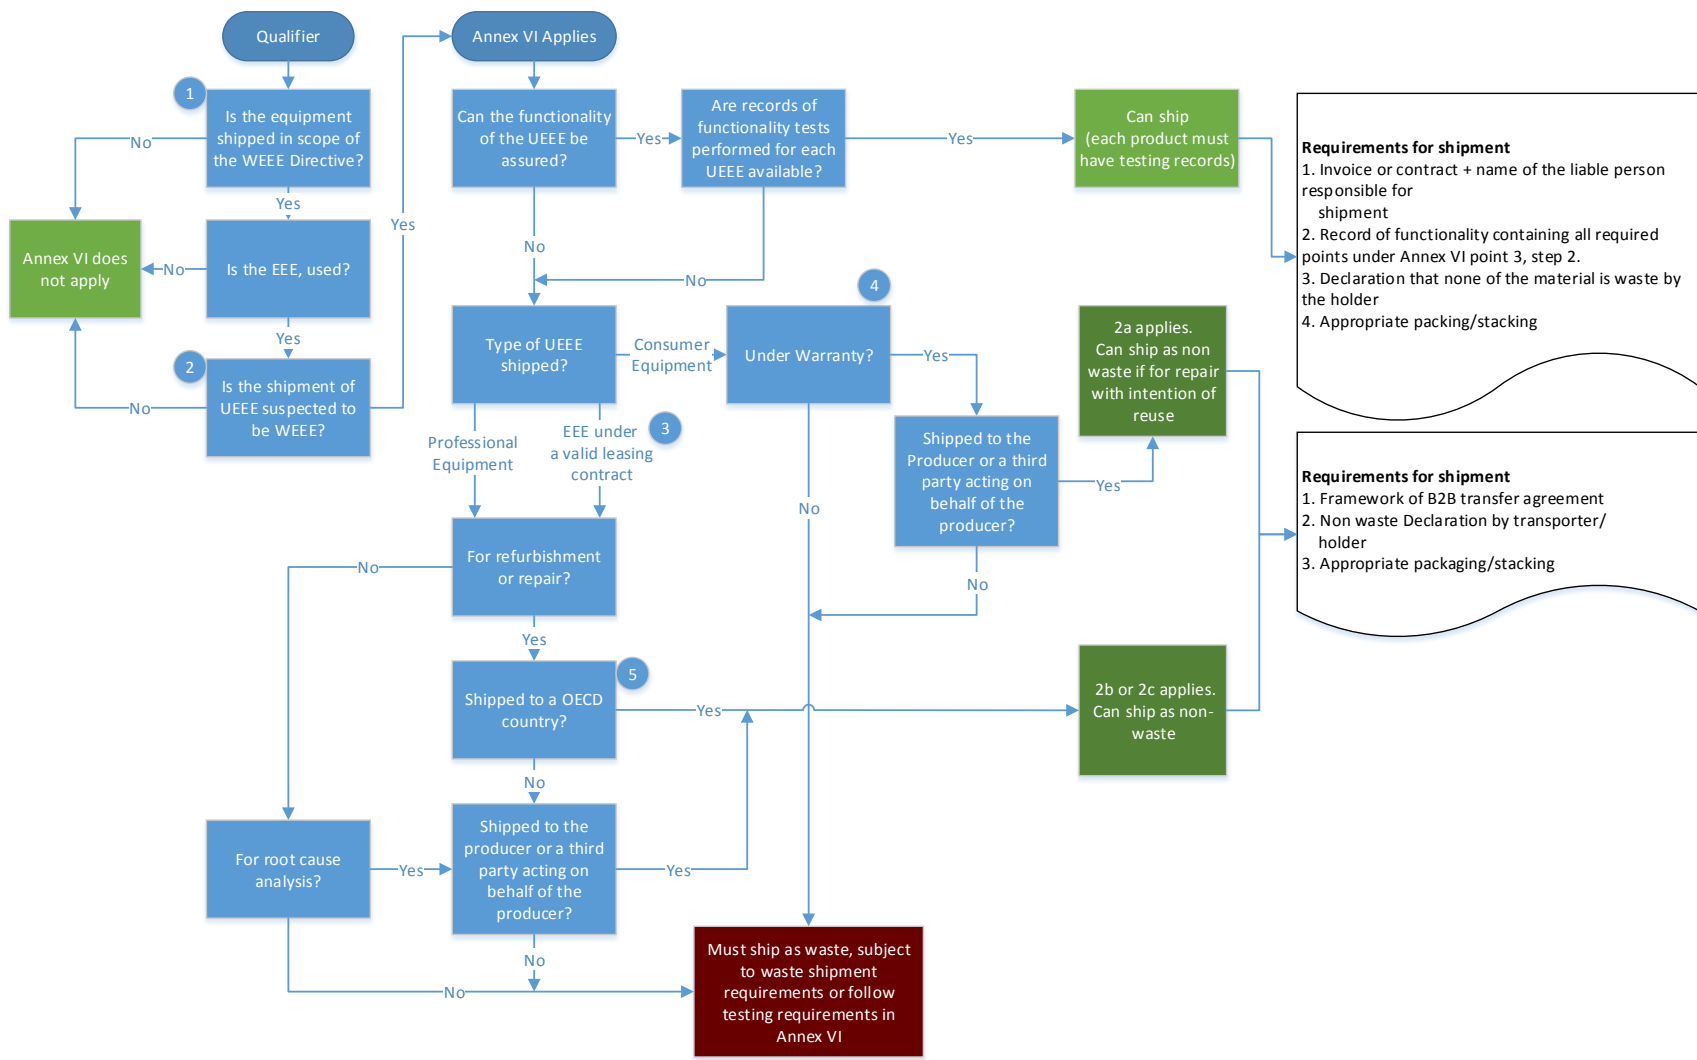 Qualifier
Annex VI Applies
1
Is the equipment
shipped in scope of
the WEEE Directive?
No
Yes
Annex VI does
not apply
No
Is the EEE, used?
Yes
2
Is the shipment of
UEEE suspected to
be WEEE?
No
Yes
Can the functionality
of the UEEE be
assured?
Yes
Are records of
functionality tests
performed for each
UEEE available?
Yes
Can ship
(each product must
have testing records)
No
No
Requirements for shipment
1. Invoice or contract + name of the liable person
responsible for
shipment
2. Record of functionality containing all required
points under Annex VI point 3, step 2.
3. Declaration that none of the material is waste by
the holder
4. Appropriate packing/stacking
Type of UEEE
shipped?
Consumer
Equipment
4
Under Warranty?
Yes
2a applies.
Can ship as non
waste if for repair
with intention of
reuse
Professional
Equipment
EEE under
a valid leasing
contract
3
No
Shipped to the
Producer or a third
party acting on
behalf of the
producer?
Yes
No
Requirements for shipment
1. Framework of B2B transfer agreement
2. Non waste Declaration by transporter/
holder
3. Appropriate packaging/stacking
For refurbishment
or repair?
No
Yes
5
Shipped to a OECD
country?
Yes
2b or 2c applies.
Can ship as non-
waste
No
For root cause
analysis?
Yes
Shipped to the
producer or a third
party acting on
behalf of the
producer?
Yes
No
No
Must ship as waste, subject
to waste shipment
requirements or follow
testing requirements in
Annex VI